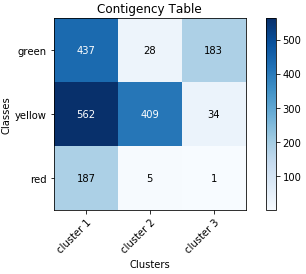 Contigency Table
green 437 28 183
yellow 562 409 34
red 187 5 1
cluster 1 cluster 2 cluster 3
Clusters
Classes
500
400
300
200
100